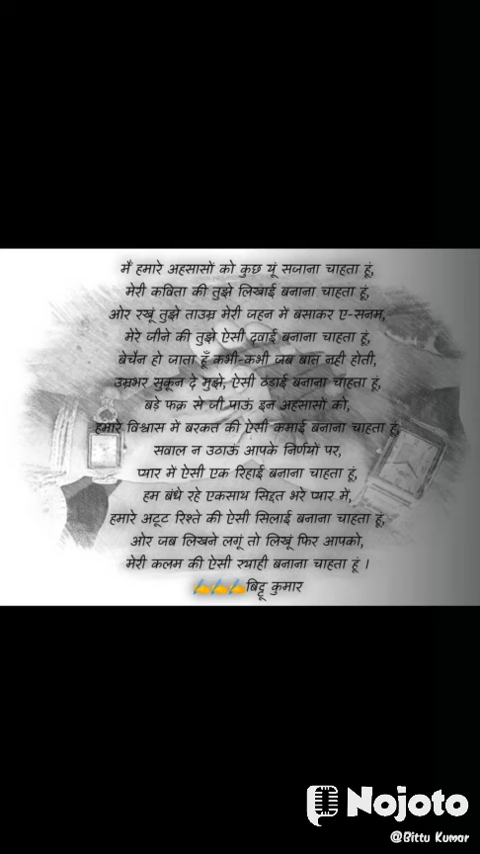 मैं हमारे अहसासों को कुछ यूं सजाना चाहता हूं,
मेरी कविता की तुझे लिखाई बनाना चाहता हूं,
ओर रखूं तुझे ताउम्र मेरी जहन में बसाकर ए-सनम,
मेरे जीने की तुझे ऐसी दवाई बनाना चाहता हूं,
बेचैन हो जाता हूँ कभी-कभी जब बात नही होती,
उम्रभर सुकून दे मुझे, ऐसी ठंडाई बनाना चाहता हूं,
बड़े फक्र से जी पाऊं इन अहसासों को,
हमारे विश्वास में बरकत की ऐसी कमाई बनाना चाहता हूं,
सवाल न उठाऊं आपके निर्णयों पर,
प्यार में ऐसी एक रिहाई बनाना चाहता हूं,
हम बंधे रहे एकसाथ सिद्दत भरे प्यार में,
हमारे अटूट रिश्ते की ऐसी सिलाई बनाना चाहता हूं,
ओर जब लिखने लगूं तो लिखूं फिर आपको,
मेरी कलम की ऐसी स्याही बनाना चाहता हूं ।
✍✍✍बिट्टू कुमार
Nojoto
@Bittu Kumar